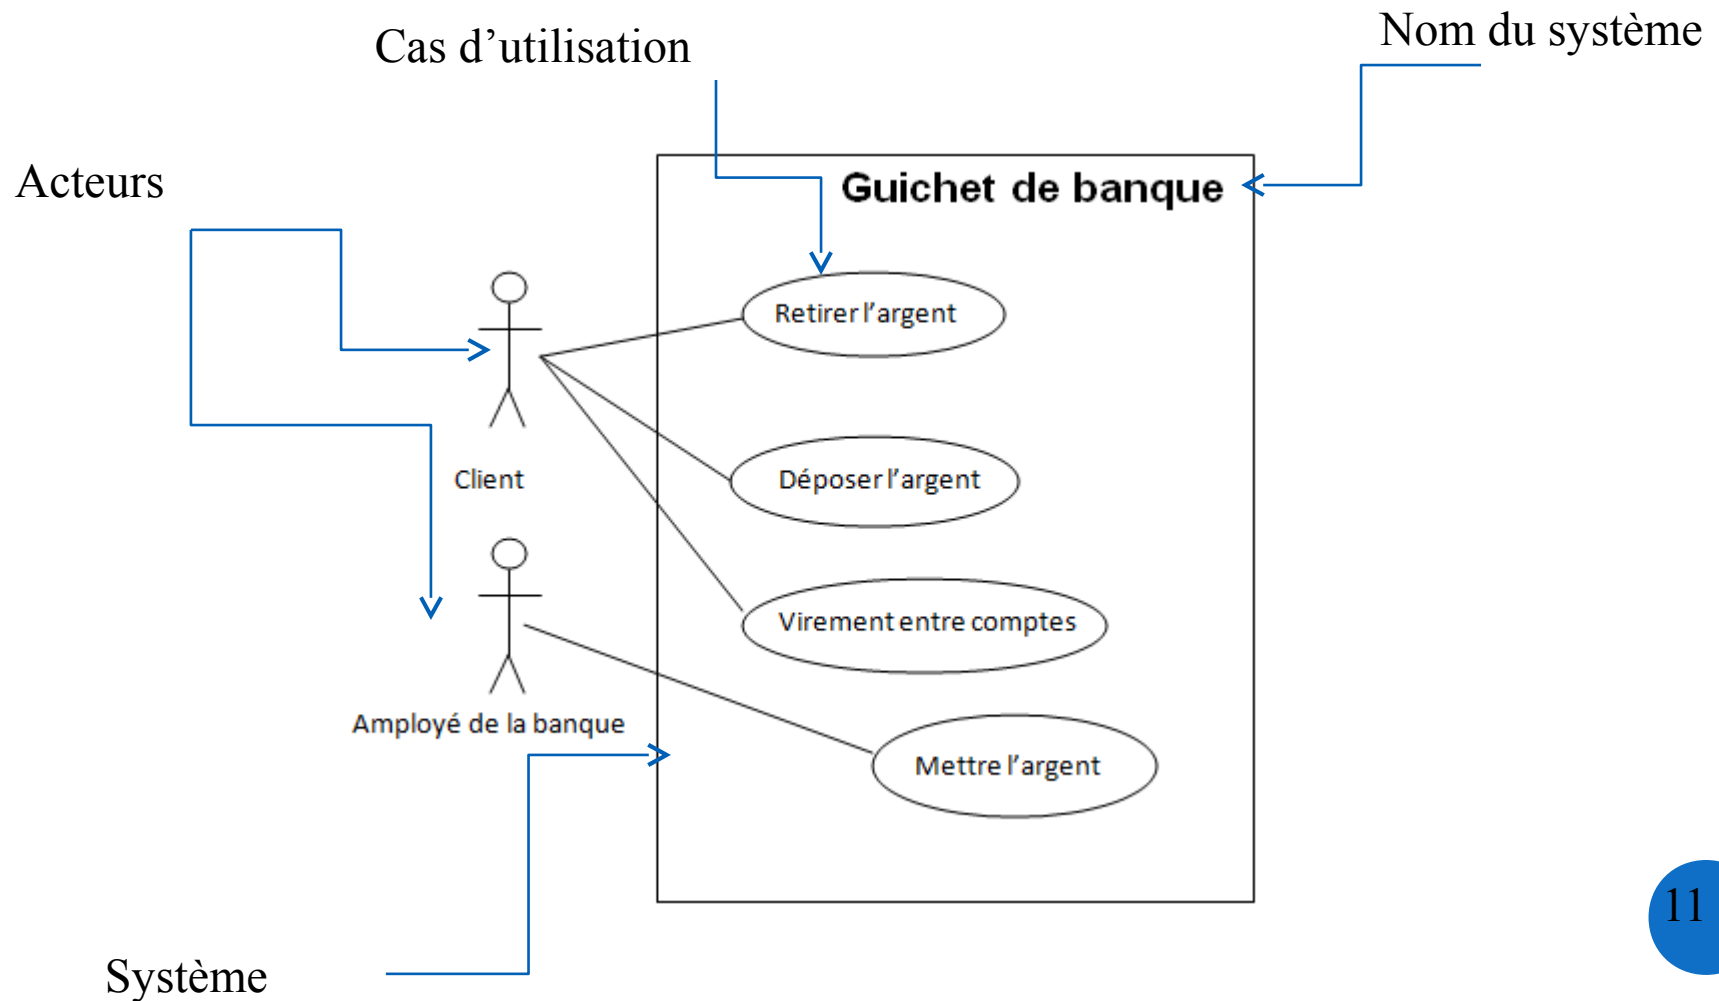 Cas d’utilisation
Nom du système
Acteurs
Guichet de banque
Retirer l’argent
Client
Déposer l’argent
Virement entre comptes
Amployé de la banque
Mettre l’argent
11
Système